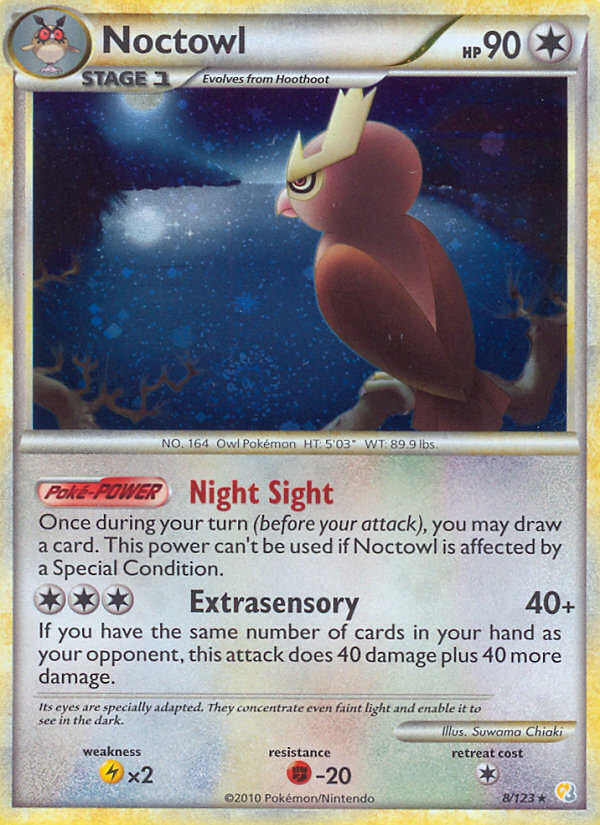 Noctowl
HP 90
STAGE 1
Evolves from Hoothoot
NO. 164 Owl Pokémon HT: 5'03" WT: 89.9 lbs.
Poké-POWER Night Sight
Once during your turn (before your attack), you may draw
a card. This power can't be used if Noctowl is affected by
a Special Condition.
Extrasensory 40+
If you have the same number of cards in your hand as
your opponent, this attack does 40 damage plus 40 more
damage.
Its eyes are specially adapted. They concentrate even faint light and enable it to
see in the dark.
Illus. Suwama Chiaki
weakness resistance retreat cost
×2 -20
©2010 Pokémon/Nintendo 8/123 ★